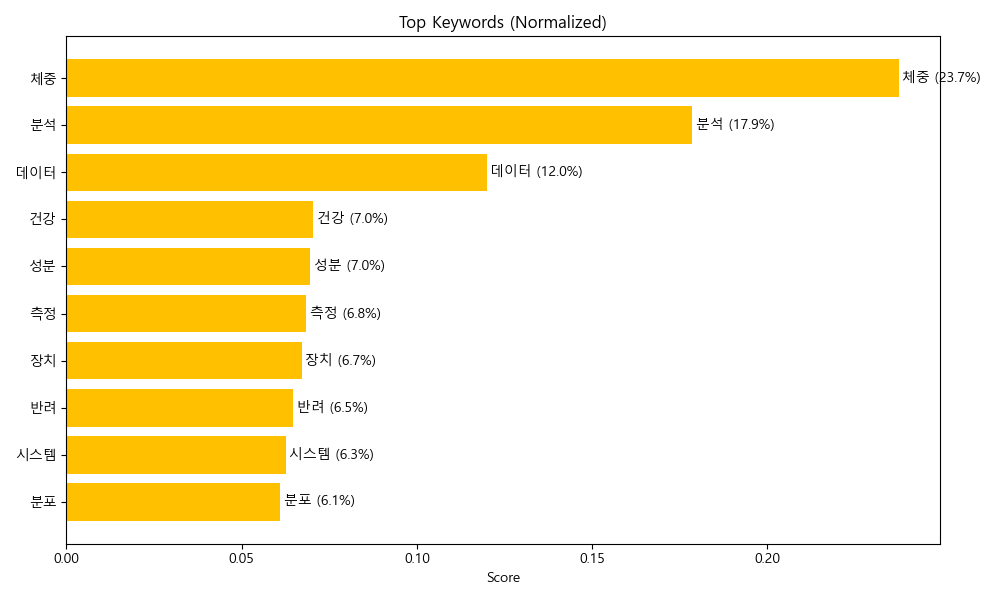 Top Keywords (Normalized)
체중 체중 (23.7%)
분석 분석 (17.9%)
데이터 데이터 (12.0%)
건강 건강 (7.0%)
성분 성분 (7.0%)
측정 측정 (6.8%)
장치 장치 (6.7%)
반려 반려 (6.5%)
시스템 시스템 (6.3%)
분포 분포 (6.1%)
0.00 0.05 0.10 0.15 0.20
Score